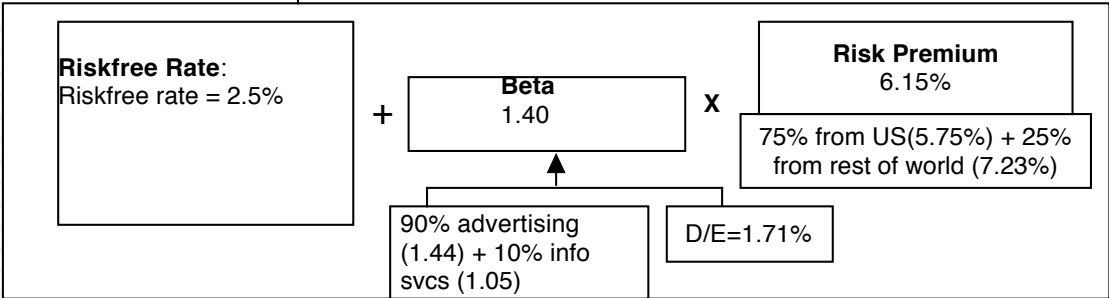 Riskfree Rate:
Riskfree rate = 2.5%
+
Beta
1.40
X
Risk Premium
6.15%
75% from US(5.75%) + 25%
from rest of world (7.23%)
90% advertising
(1.44) + 10% info
svcs (1.05)
D/E=1.71%